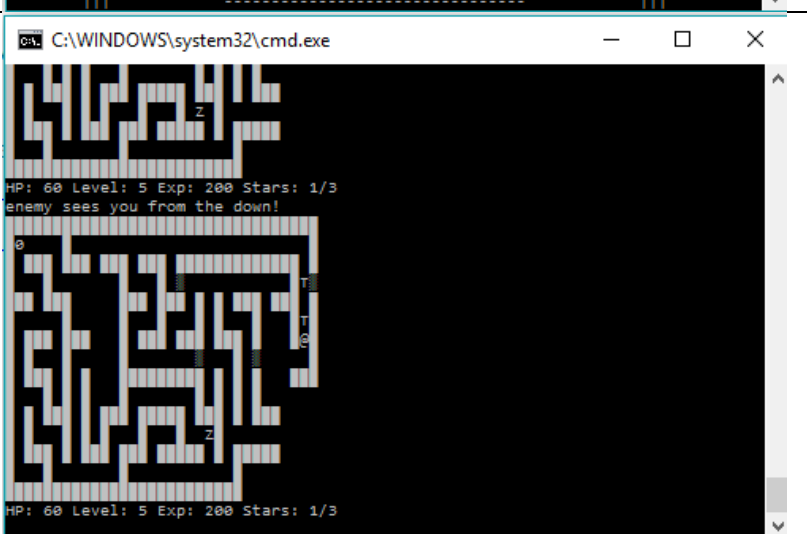 C:\WINDOWS\system32\cmd.exe
Z
HP: 60 Level: 5 Exp: 200 Stars: 1/3
enemy sees you from the down!
0
T
T
@
Z
HP: 60 Level: 5 Exp: 200 Stars: 1/3